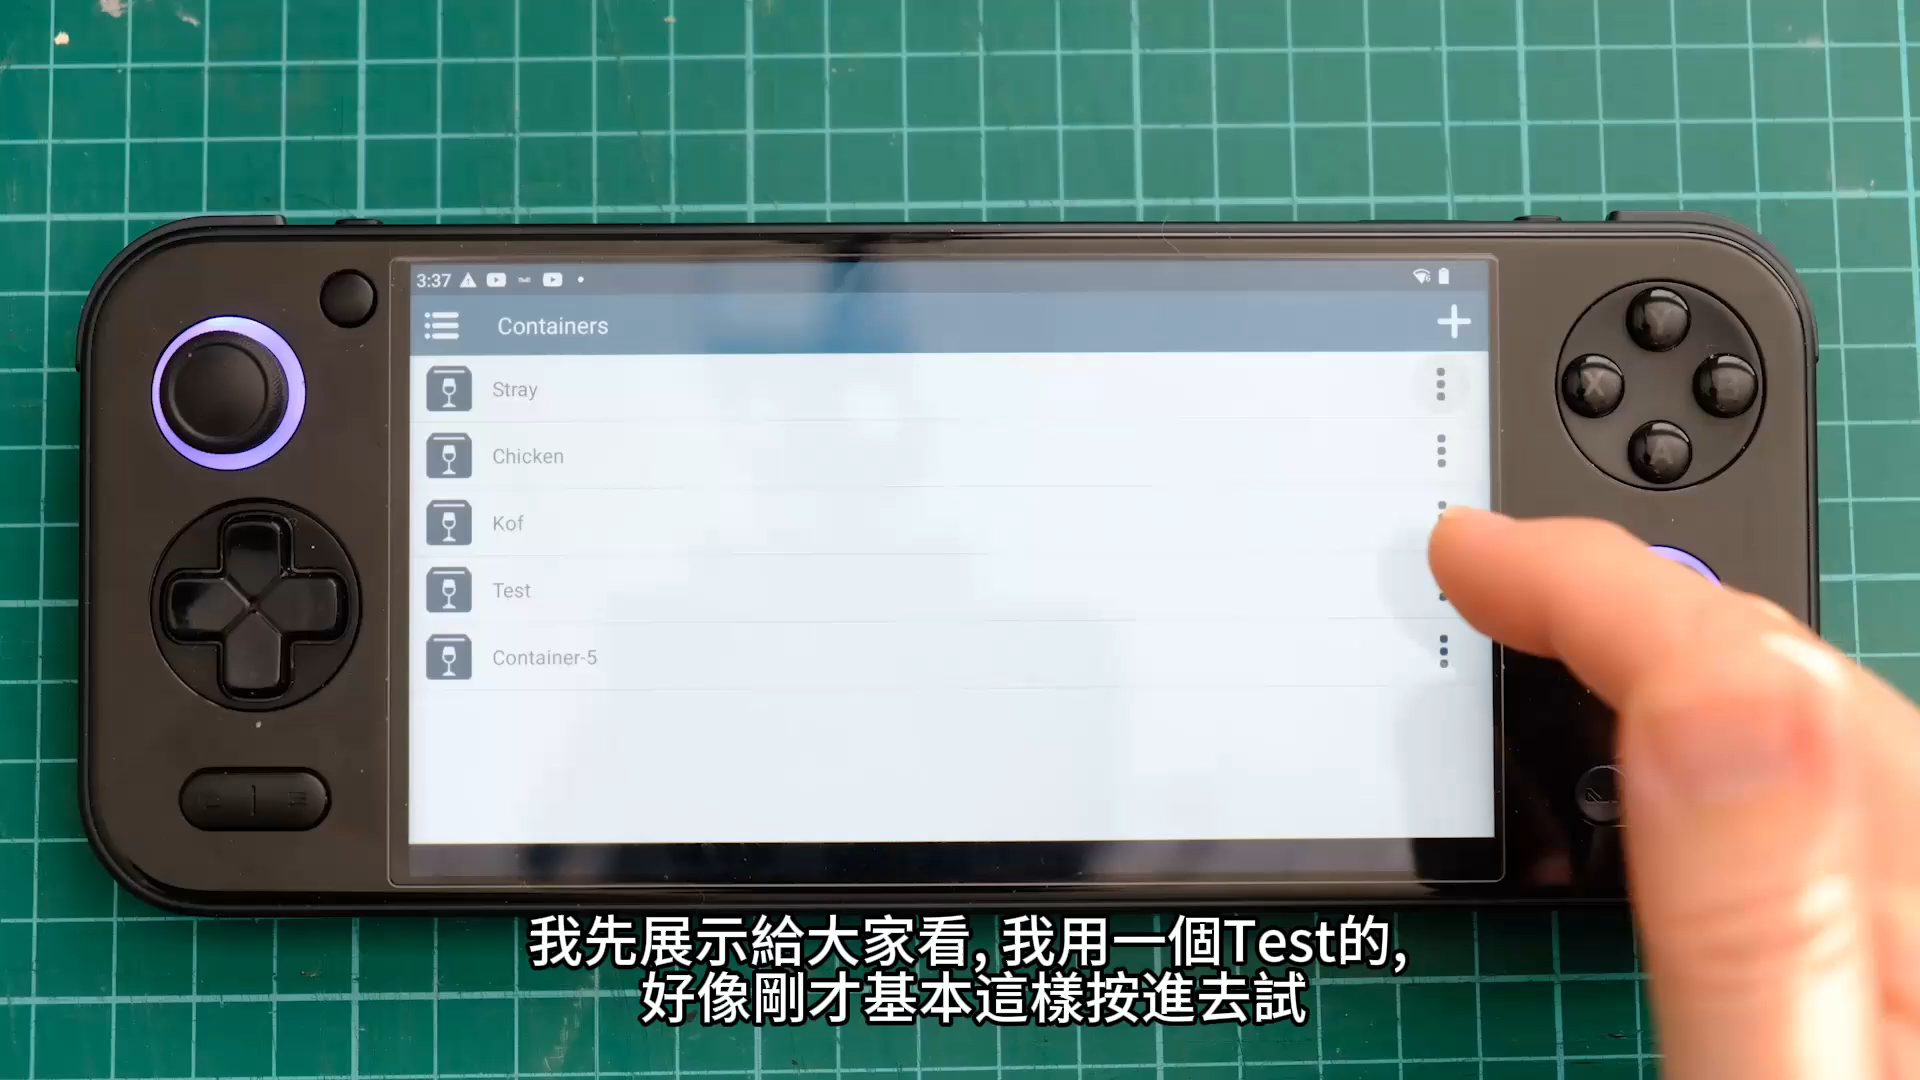 3:37
Containers
Stray
Chicken
Kof
Test
Container-5
Y
X
B
A
我先展示給大家看, 我用一個Test的,
好像剛才基本這樣按進去試